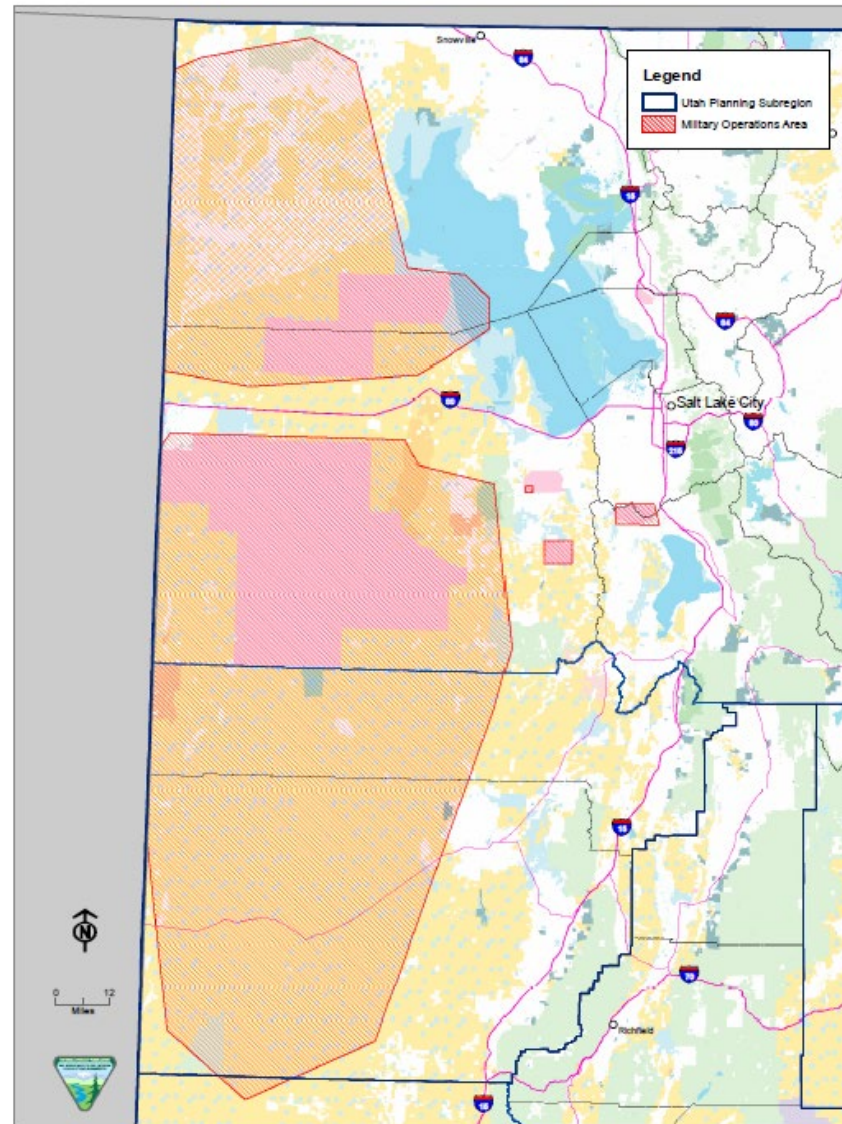 Snowville
84
Legend
Utah Planning Subregion
Military Operations Area
15
84
80
Salt Lake City
80
215
15
N
0 12
Miles
70
Richfield
15